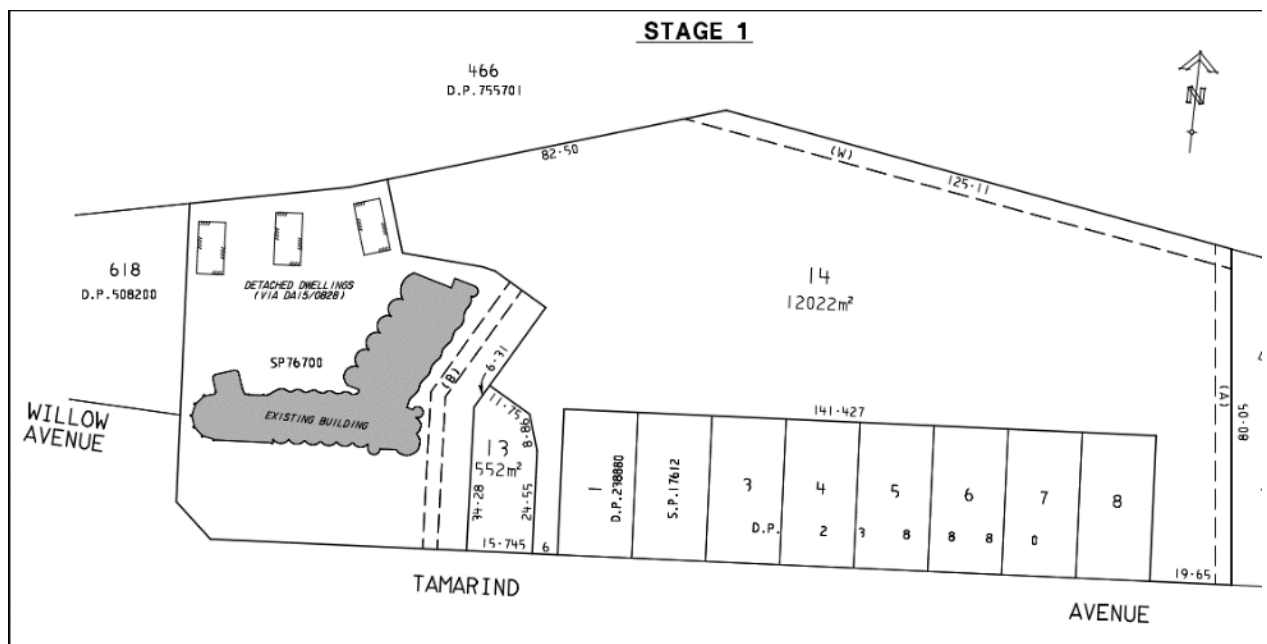 STAGE 1
466
D.P.755701
N
82·50
(W)
125·11
618
D.P.508200
DETACHED DWELLINGS
(VIA DA15/0828)
14
12022m²
SP76700
(B)
6·31
(A)
80·50
WILLOW
AVENUE
EXISTING BUILDING
11·75
8·98
13
552m²
34·28
24·55
15·745
6
141·427
1
D.P.238880
S.P.17612
3
4
5
6
7
8
D.P. 2 3 8 8 8 0
19·65
TAMARIND
AVENUE